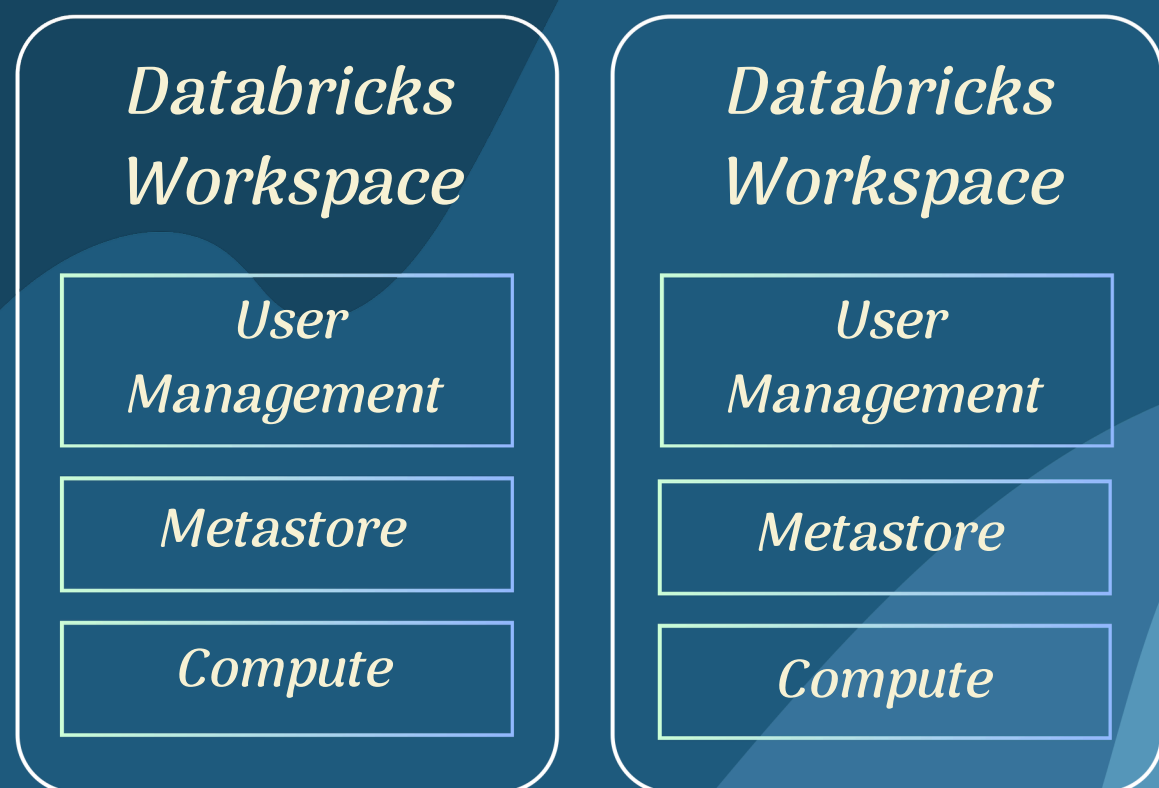 Databricks
Workspace
User
Management
Metastore
Compute
Databricks
Workspace
User
Management
Metastore
Compute